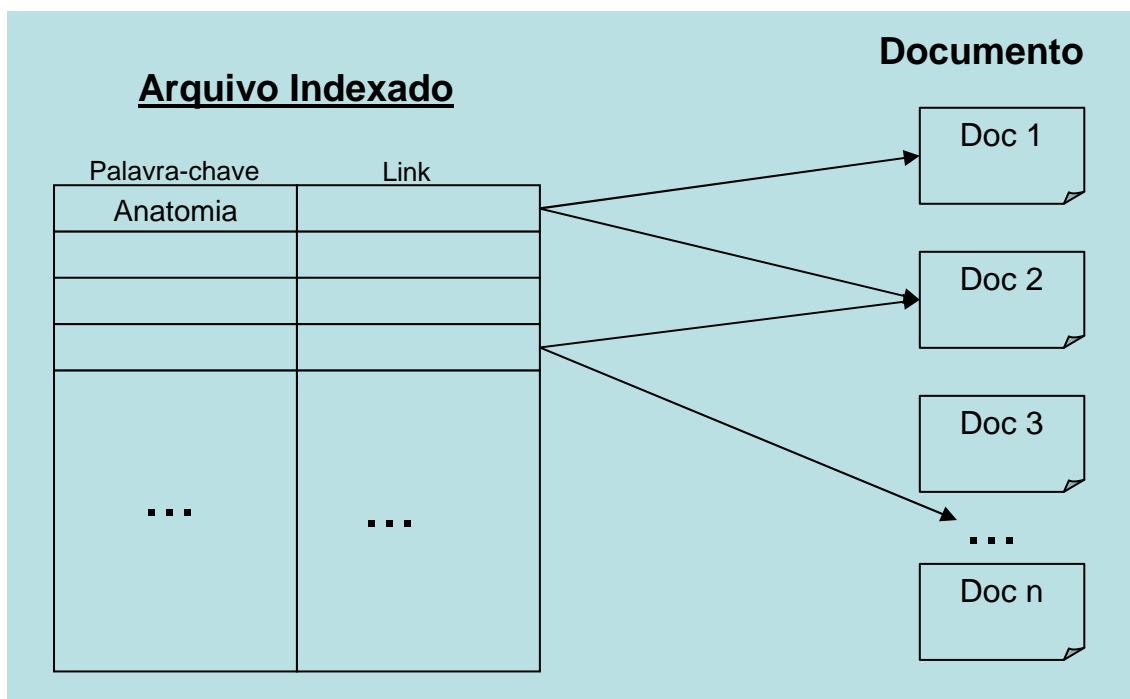 Documento
Arquivo Indexado
Palavra-chave
Link
Anatomia
...
...
Doc 1
Doc 2
Doc 3
...
Doc n